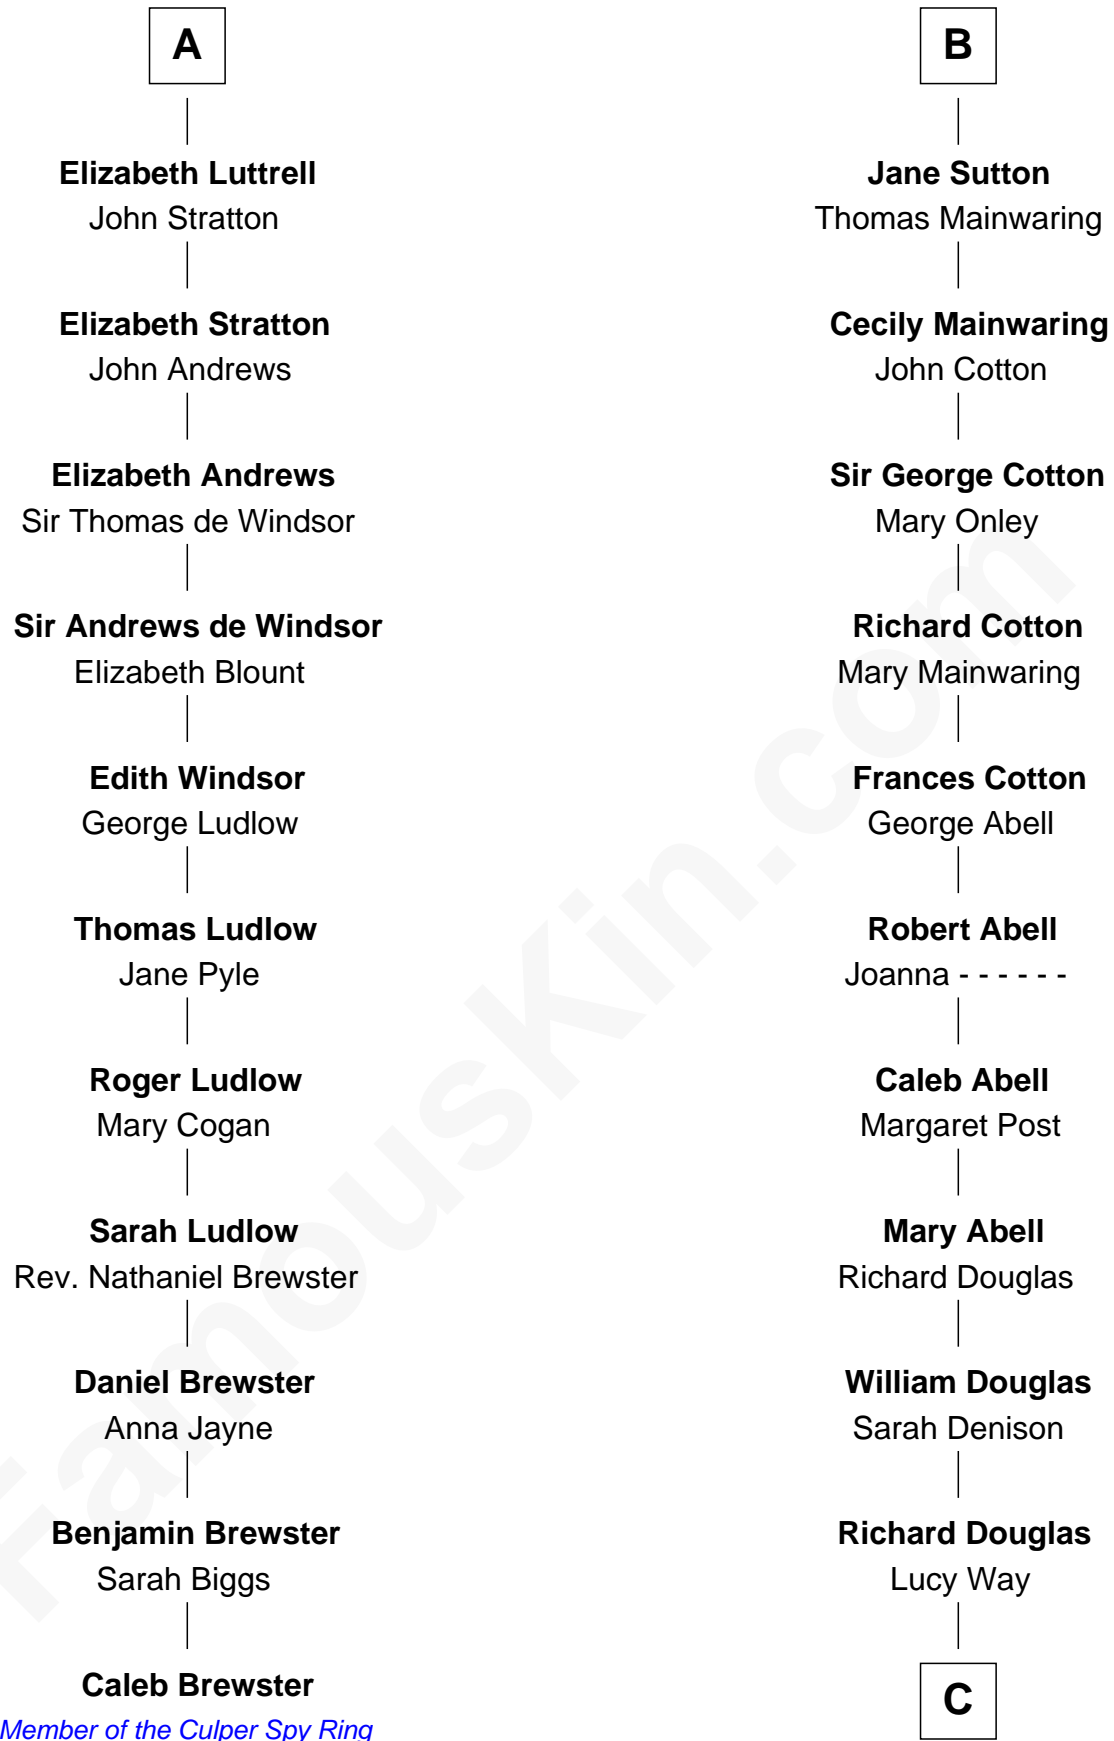 A
Elizabeth Luttrell
John Stratton
Elizabeth Stratton
John Andrews
Elizabeth Andrews
Sir Thomas de Windsor
Sir Andrews de Windsor
Elizabeth Blount
Edith Windsor
George Ludlow
Thomas Ludlow
Jane Pyle
Roger Ludlow
Mary Cogan
Sarah Ludlow
Rev. Nathaniel Brewster
Daniel Brewster
Anna Jayne
Benjamin Brewster
Sarah Biggs
Caleb Brewster
Member of the Culper Spy Ring
B
Jane Sutton
Thomas Mainwaring
Cecily Mainwaring
John Cotton
Sir George Cotton
Mary Onley
Richard Cotton
Mary Mainwaring
Frances Cotton
George Abell
Robert Abell
Joanna - - - - - -
Caleb Abell
Margaret Post
Mary Abell
Richard Douglas
William Douglas
Sarah Denison
Richard Douglas
Lucy Way
C
FamousKin.com